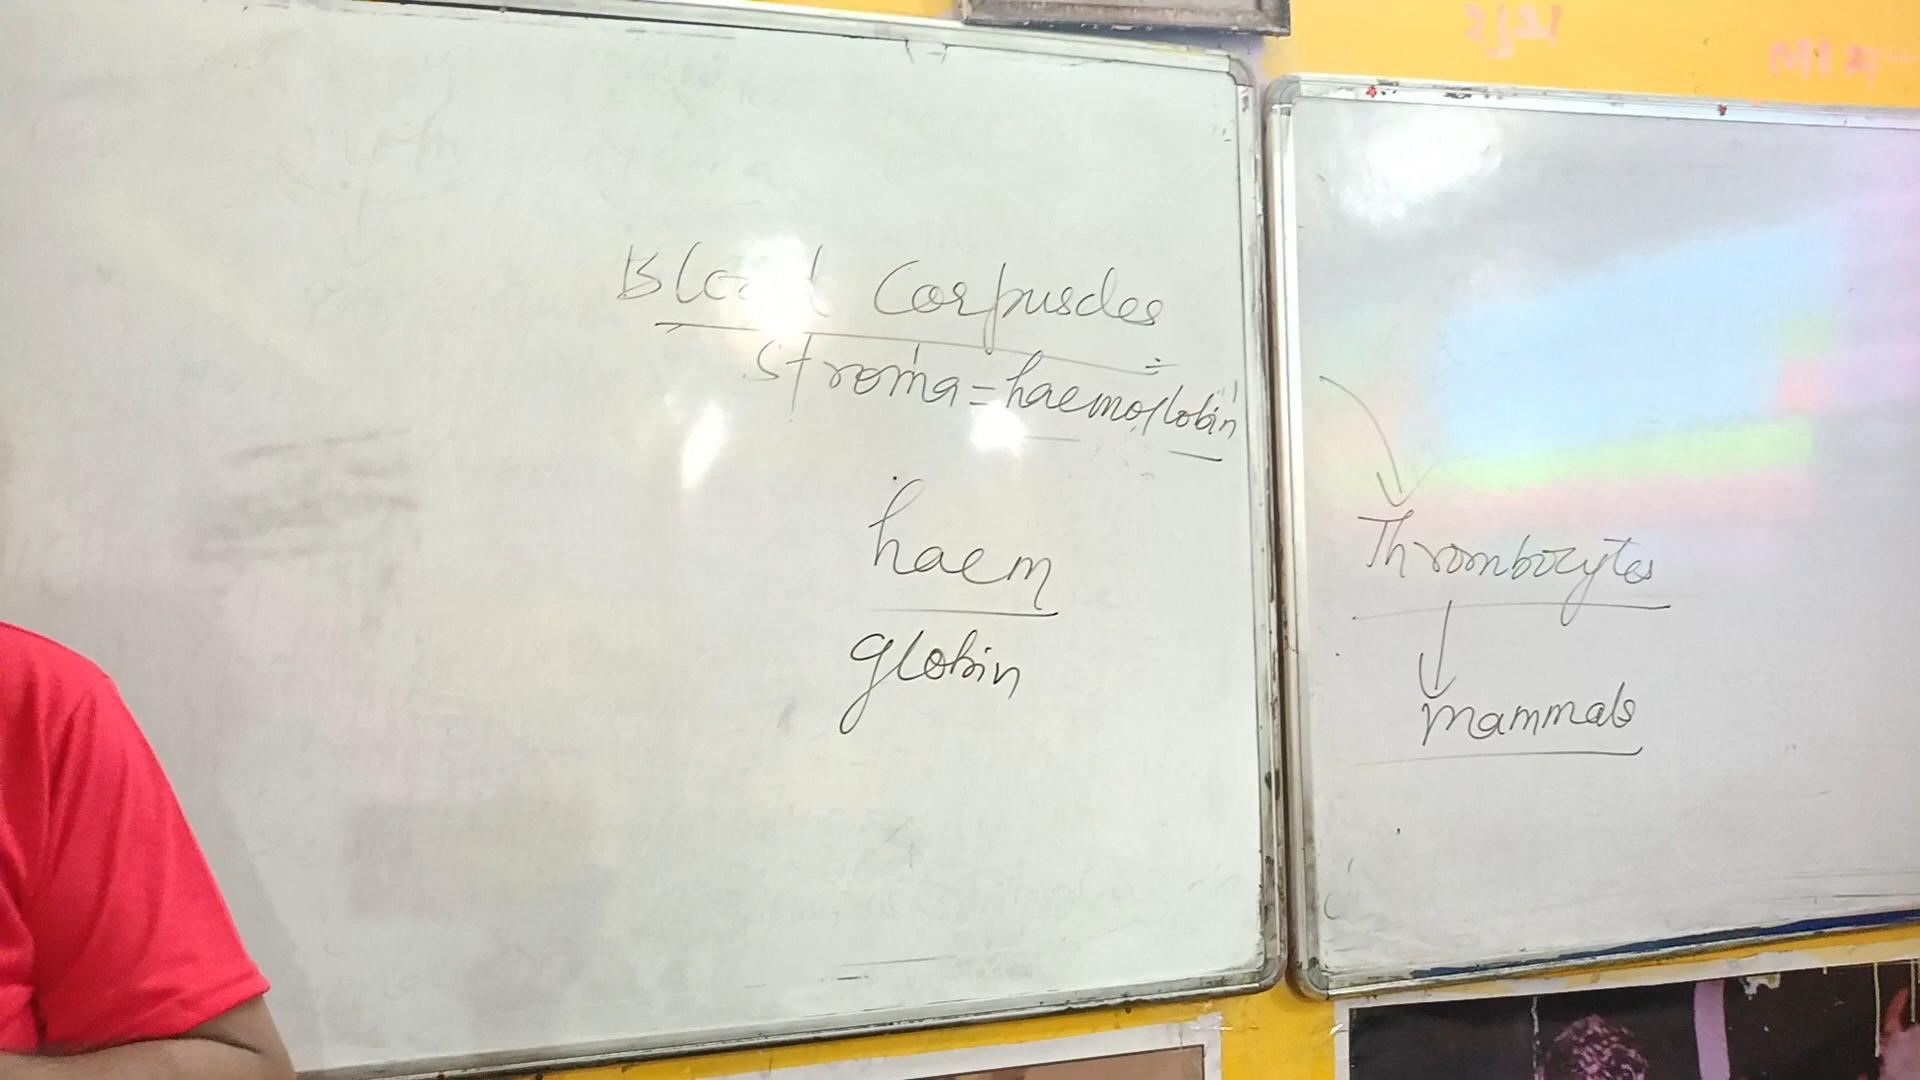 Blood Corpuscles
Stroma = haemoglobin
haem
globin
Thrombocytes
mammals